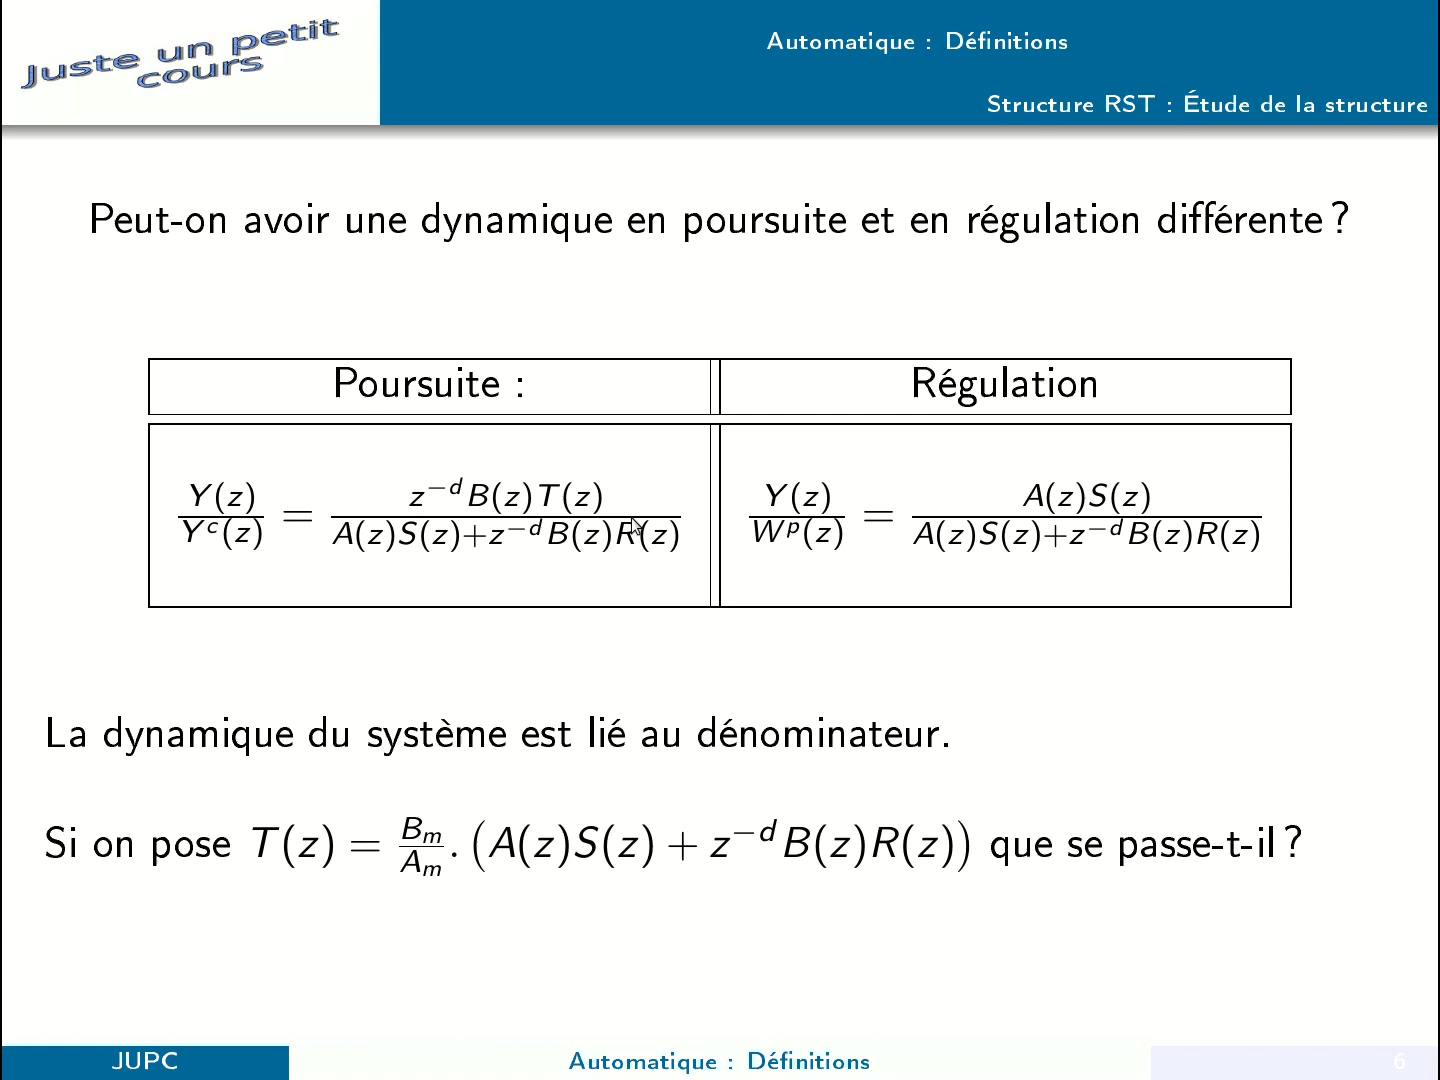 Juste un petit
cours
Automatique : Définitions
Structure RST : Étude de la structure
Peut-on avoir une dynamique en poursuite et en régulation différente ?
Poursuite :
Régulation
Y(z)/Y^c(z) = z^{-d}B(z)T(z)/(A(z)S(z)+z^{-d}B(z)R(z))
Y(z)/W^p(z) = A(z)S(z)/(A(z)S(z)+z^{-d}B(z)R(z))
La dynamique du système est lié au dénominateur.
Si on pose T(z) = B_m/A_m . (A(z)S(z) + z^{-d}B(z)R(z)) que se passe-t-il ?
JUPC
Automatique : Définitions
6